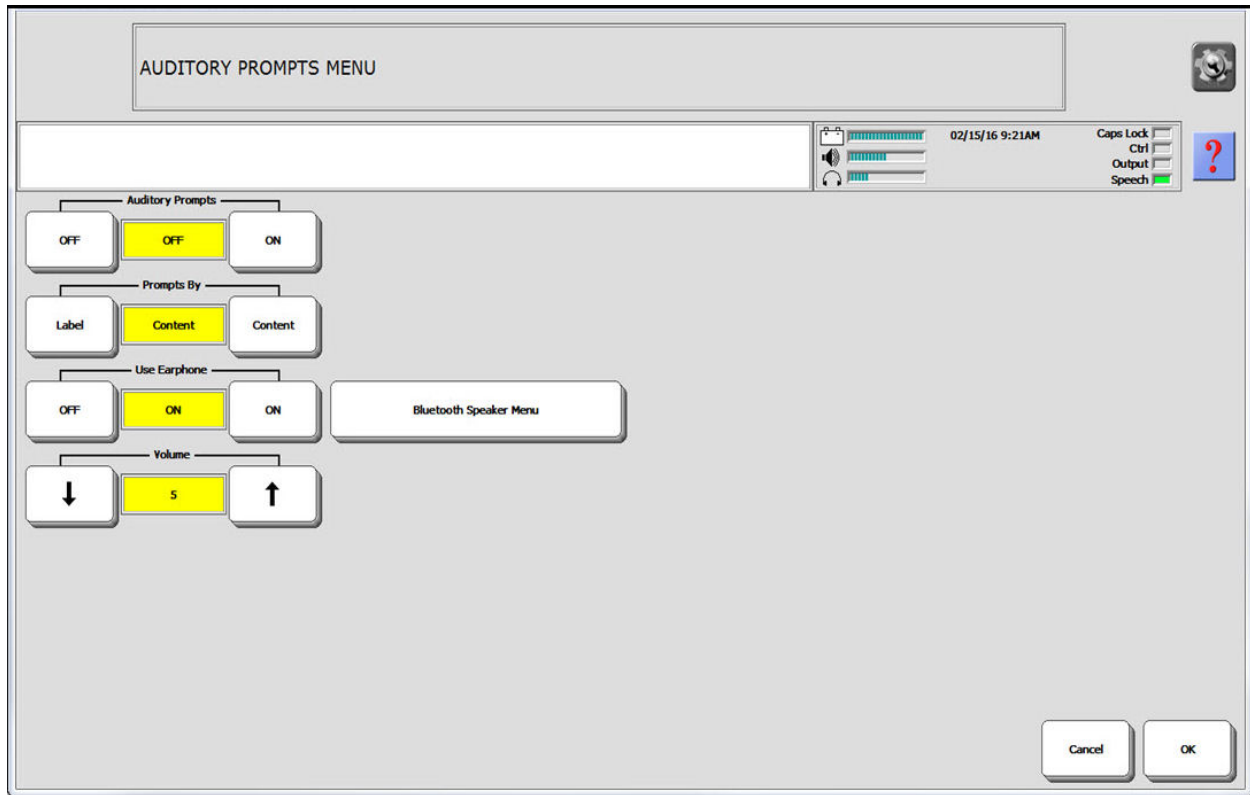 AUDITORY PROMPTS MENU
02/15/16 9:21AM
Caps Lock
Ctrl
Output
Speech
?
Auditory Prompts
OFF OFF ON
Prompts By
Label Content Content
Use Earphone
OFF ON ON Bluetooth Speaker Menu
Volume
↓ 5 ↑
Cancel OK